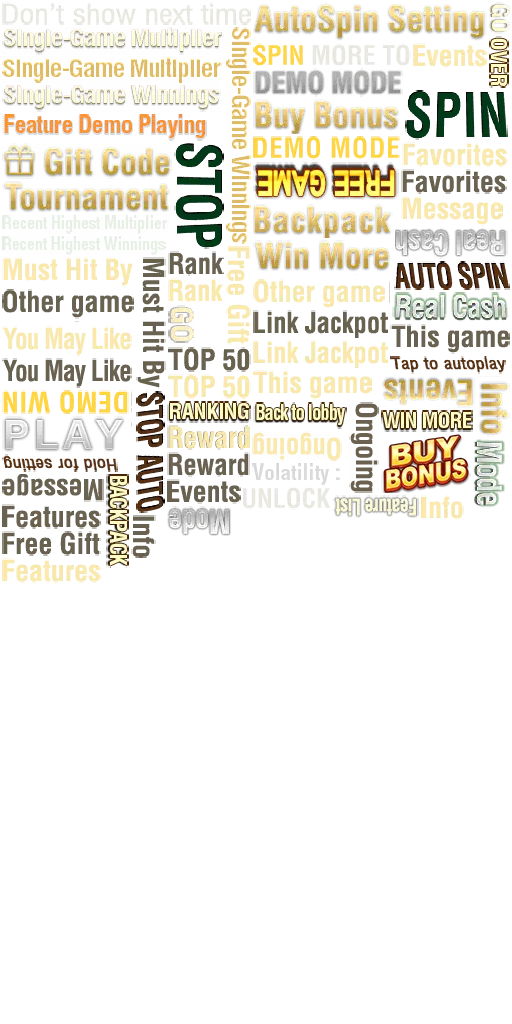 Don't show next time
Single-Game Multiplier
Single-Game Multiplier
Single-Game Winnings
Feature Demo Playing
Gift Code
Tournament
Recent Highest Multiplier
Recent Highest Winnings
Must Hit By
Other game
You May Like
You May Like
DEMO WIN
PLAY
Hold for setting
Message
Features
Free Gift
Features
BACKPACK
Info
Must Hit By
STOP AUTO
STOP
Single-Game Winnings
Rank
Rank
GO
Free Gift
TOP 50
TOP 50
RANKING
Reward
Reward
Events
Mode
AutoSpin Setting
GO OVER
SPIN MORE TO
Events
DEMO MODE
Buy Bonus
SPIN
DEMO MODE
Favorites
FREE GAME
Favorites
Backpack
Message
Win More
Real Cash
Other game
AUTO SPIN
Real Cash
Link Jackpot
This game
Link Jackpot
Tap to autoplay
This game
Events
Info
Back to lobby
Ongoing
WIN MORE
Ongoing
BUY
BONUS
Mode
Volatility :
UNLOCK
Feature List
Info